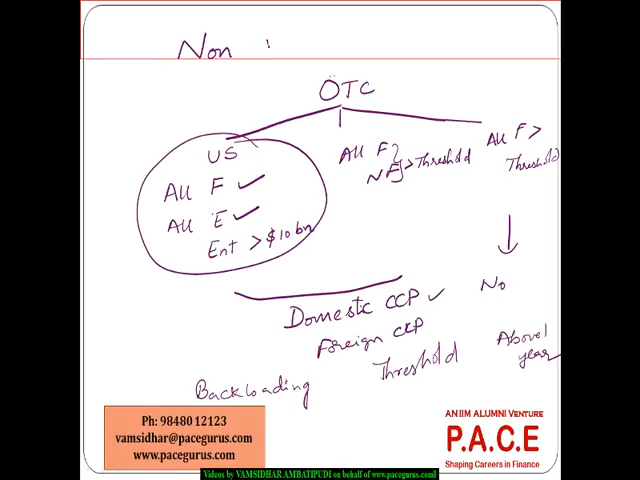 Non
OTC
US
All F ✓
All E ✓
Ent > $10 bn
All F
NF } > Threshold
All F >
Threshold
No
Domestic CCP ✓
Foreign CCP
Threshold
Above 1
year
Backloading
Ph: 98480 12123
vamsidhar@pacegurus.com
www.pacegurus.com
AN IIM ALUMNI VENTURE
P.A.C.E
Shaping Careers in Finance
Videos by VAMSIDHAR AMBATIPUDI on behalf of www.pacegurus.com